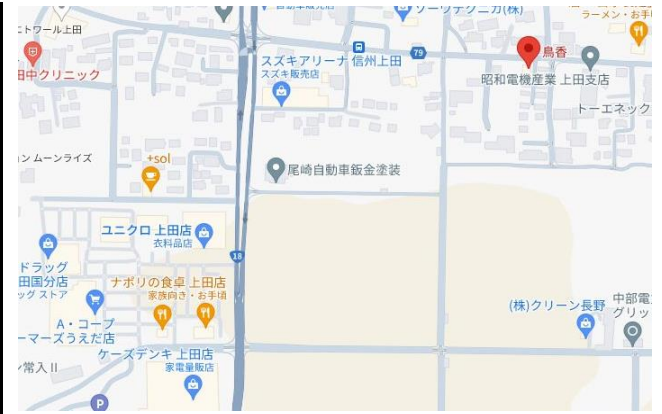 ソーワテクニカ(株)
ラーメン・お手
トワール上田
田中クリニック
スズキアリーナ 信州上田
スズキ販売店
79
鳥香
昭和電機産業 上田支店
トーエネック
ン ムーンライズ
+sol
尾崎自動車鈑金塗装
ユニクロ 上田店
衣料品店
18
ドラッグ
田国分店
ッグ ストア
ナポリの食卓 上田店
家族向き・お手頃
A・コープ
ーマーズうえだ店
(株)クリーン長野
中部電
グリッ
ケーズデンキ 上田店
家電量販店
常入 II
P